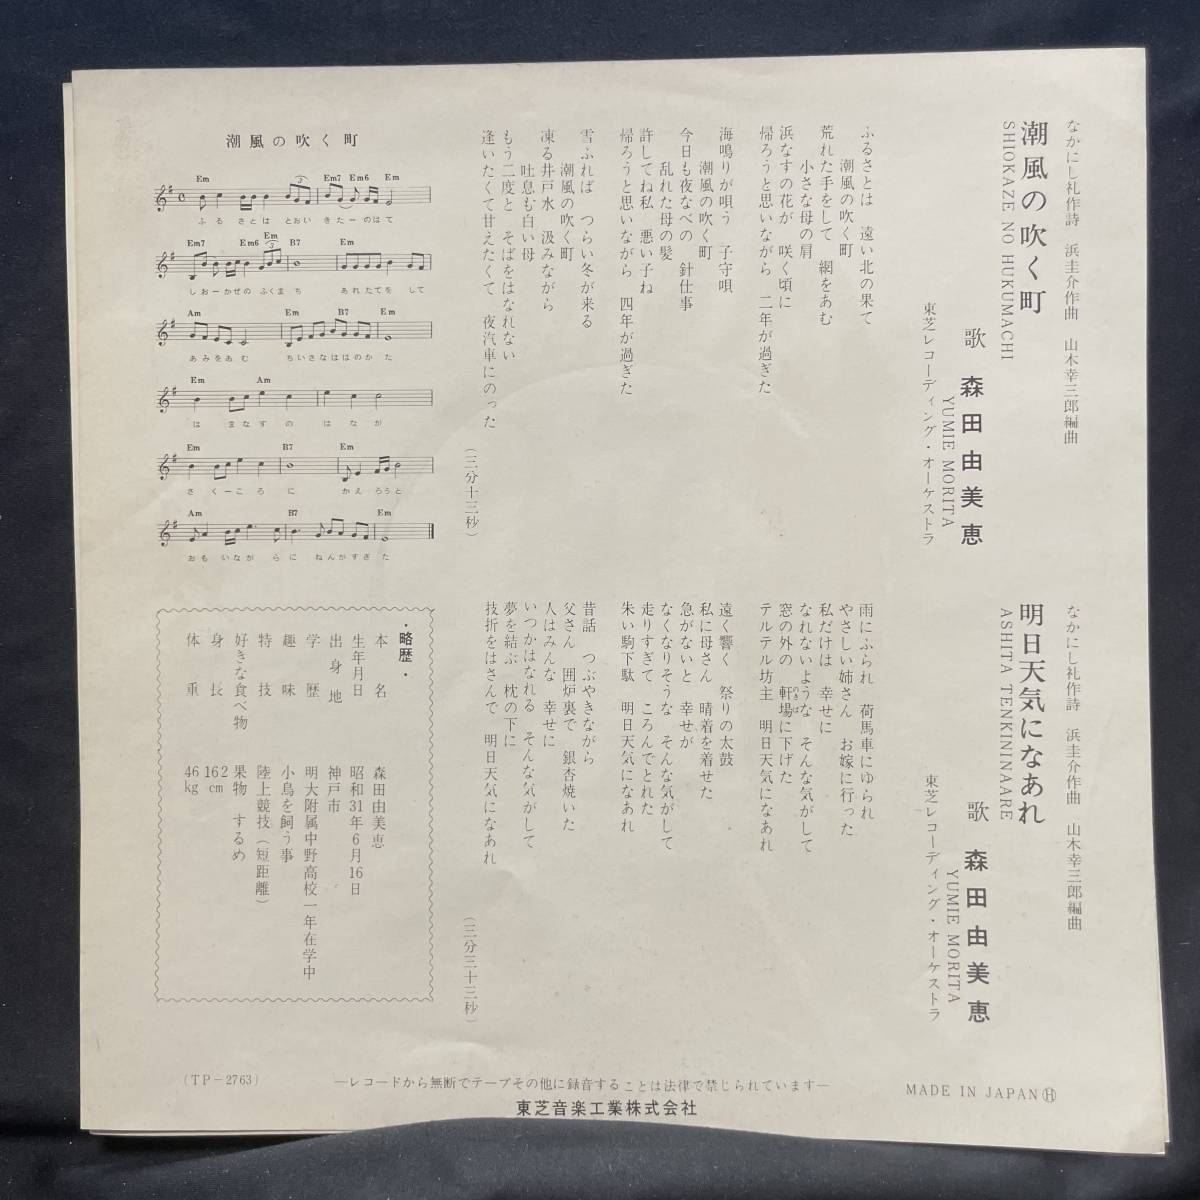 なかにし礼作詩　浜圭介作曲　山木幸三郎編曲
潮風の吹く町
SHIOKAZE NO HUKUMACHI
歌　森田由美恵
YUMIE MORITA
東芝レコーディング・オーケストラ
ふるさとは　遠い北の果て
潮風の吹く町
荒れた手をして　網をあむ
小さな母の肩
浜なすの花が　咲く頃に
帰ろうと思いながら　二年が過ぎた
海鳴りが唄う　子守唄
潮風の吹く町
今日も夜なべの　針仕事
乱れた母の髪
許してね私　悪い子ね
帰ろうと思いながら　四年が過ぎた
雪ふれば　つらい冬が来る
潮風の吹く町
凍る井戸水　汲みながら
吐息も白い母
もう二度と　そばをはなれない
逢いたくて甘えたくて　夜汽車にのった
（三分十三秒）
潮風の吹く町
Em Em7 Em6 Em
ふるさとは とおいきたーのはて
Em7 Em6 Em B7 Em
しおーかぜのふくまち あれたてをして
Am Em B7 Em
あみをあむ ちいさなははのかた
Em Am
はまなすのはなが
Em B7 Em
さくーころに かえろうと
Am B7 Em
おもいながらに ねんがすぎた
なかにし礼作詩　浜圭介作曲　山木幸三郎編曲
明日天気になあれ
ASHITA TENKININAARE
歌　森田由美恵
YUMIE MORITA
東芝レコーディング・オーケストラ
雨にふられ　荷馬車にゆられ
やさしい姉さん　お嫁に行った
私だけは　幸せに
なれないような　そんな気がして
窓の外の　軒場に下げた
のきば
テルテル坊主　明日天気になあれ
遠く響く　祭りの太鼓
私に母さん　晴着を着せた
急がないと　幸せが
なくなりそうな　そんな気がして
走りすぎて　ころんでとれた
朱い駒下駄　明日天気になあれ
昔話　つぶやきながら
父さん　囲炉裏で　銀杏焼いた
人はみんな　幸せに
いつかはなれる　そんな気がして
夢を結ぶ　枕の下に
技折をはさんで　明日天気になあれ
（三分三十三秒）
・略歴・
本名　森田由美恵
生年月日　昭和31年6月16日
出身地　神戸市
学歴　明大附属中野高校一年在学中
趣味　小鳥を飼う事
特技　陸上競技（短距離）
好きな食べ物　果物　するめ
身長　162cm
体重　46kg
(TP-2763)
―レコードから無断でテープその他に録音することは法律で禁じられています―
MADE IN JAPAN Ⓗ
東芝音楽工業株式会社